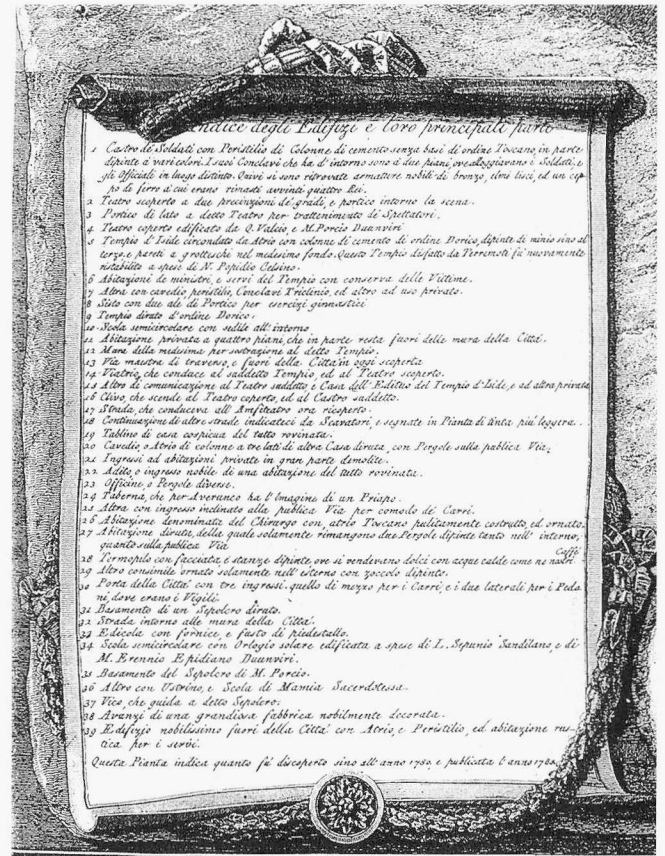 Indice degli Edifizi e loro principali parti
1 Castro de Soldati con Peristilio di Colonne di cemento senza basi di ordine Toscano, in parte
dipinte à varj colori. I suoi Conclavi che ha d'intorno sono à due piani, ove alloggiavano i Soldati, e
gli Officiali in luogo distinto. Quivi si sono ritrovate armature nobili di bronzo, elmi lisci, ed un cep-
po di ferro à cui erano rimasti avvinti quattro Rei.
2 Teatro scoperto a due precinzioni de' gradi, e portico intorno la scena.
3 Portico di lato a detto Teatro per trattenimento de' Spettatori.
4 Teatro coperto edificato da Q. Valcio, e M. Porcio Duunviri
5 Tempio d'Iside circondato da Atrio con colonne di cemento di ordine Dorico, dipinte di minio sino al
terzo, e pareti a grotteschi nel medesimo fondo. Questo Tempio disfatto da Terremoti fù nuovamente
ristabilito a spese di N. Popidio Celsino.
6 Abitazioni de ministri, e servi del Tempio con conserva delle Vittime.
7 Altra con cavedio, peristilj, Conclavi Triclinio, ed altro ad uso privato.
8 Sisto con due ale di Portico per esercizi ginnastici
9 Tempio dirato d'ordine Dorico.
10 Scola semicircolare con sedile all'intorno
11 Abitazione privata a quattro piani, che in parte resta fuori delle mura della Città.
12 Mura della medesima per sostrazione al detto Tempio.
13 Via maestra di traverso, e fuori della Città in oggi scoperta
14 Viatrio, che conduce al suddetto Tempio, ed al Teatro scoperto.
15 Altro di comunicazione al Teatro suddetto, e Casa dell'Edituo del Tempio d'Iside, e ad altra privata
16 Clivo, che scende al Teatro coperto, ed al Castro suddetto.
17 Strada, che conduceva all'Amfiteatro ora ricoperto.
18 Continuazione di altre strade indicateci da Scavatori, e segnate in Pianta di tinta più leggera.
19 Tablino di casa cospicua del tutto rovinata.
20 Cavedio, o Atrio di colonne a tre lati di altra Casa diruta, con Pergole sulla publica Via.
21 Ingressi ad abitazioni private in gran parte demolite.
22 Adito, o ingresso nobile di una abitazione del tutto rovinata.
23 Officine, o Pergole diverse.
24 Taberna, che per Averunco ha l'Imagine di un Priapo.
25 Altra con ingresso inclinato alla publica Via per comodo de' Carri.
26 Abitazione denominata del Chirurgo con atrio Toscano pulitamente costrutto, ed ornato.
27 Abitazione diruta, della quale solamente rimangono due Pergole dipinte tanto nell'interno,
quanto sulla publica Via
Caffè
28 Termopilo con facciata, e stanze dipinte, ove si vendevano dolci con acque calde come no nostri
29 Altro consimile ornato solamente nell'esterno con zoccolo dipinto.
30 Porta della Città con tre ingressi. quello di mezzo per i Carri, e i due laterali per i Pedo-
ni, dove erano i Vigili
31 Basamento di un Sepolcro diruto.
32 Strada intorno alle mura della Città.
33 Edicola con fornice, e fusto di piedestallo.
34 Scola semicircolare con Orlogio solare edificata a spese di L. Sepunio Sandilano, e di
M. Erennio Epidiano Duunviri.
35 Basamento del Sepolcro di M. Porcio.
36 Altro con Ustrino, e Scola di Mamia Sacerdotessa.
37 Vico, che guida a detto Sepolcro.
38 Avanzi di una grandiosa fabbrica nobilmente decorata.
39 Edifizio nobilissimo fuori della Città con Atrio, e Peristilio, ed abitazione rus-
tica per i servi.
Questa Pianta indica quanto fù discoperto sino all'anno 1789, e publicata l'anno